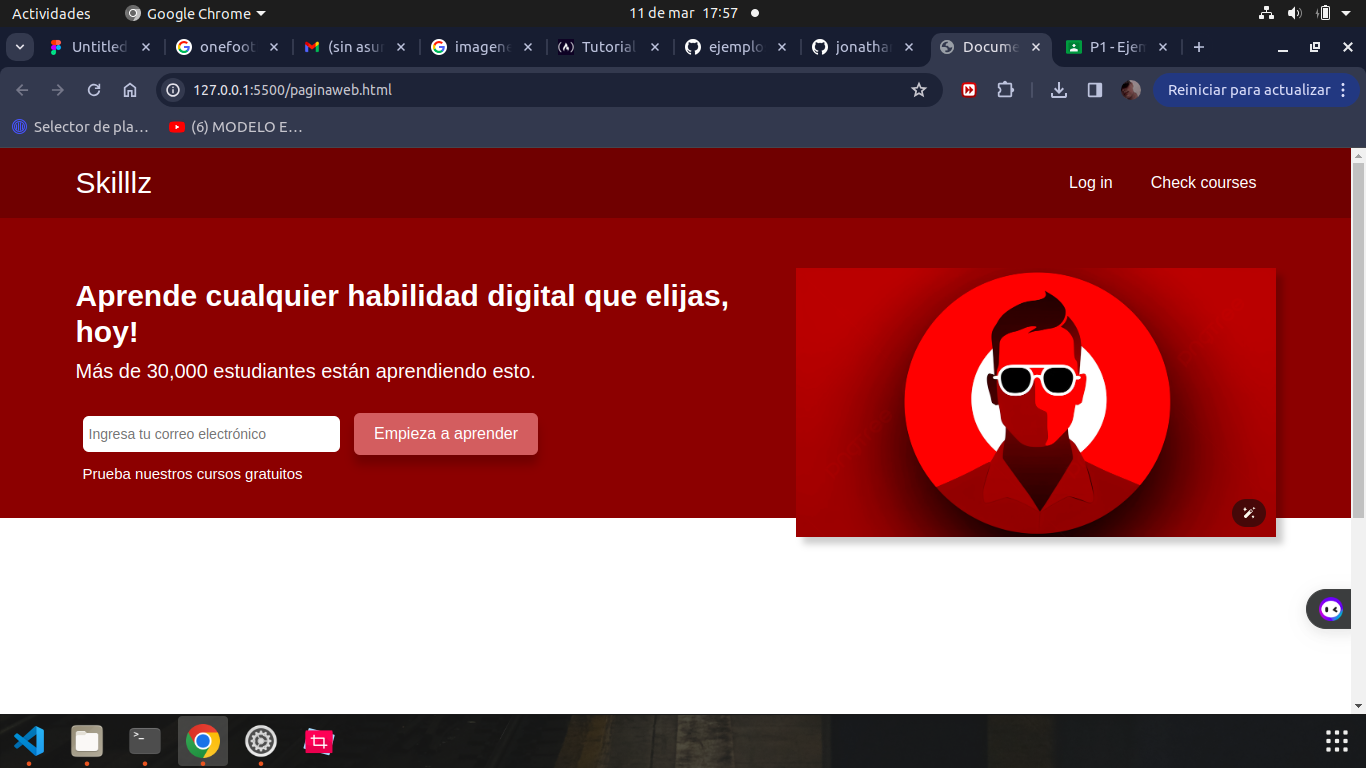 Actividades
Google Chrome
11 de mar 17:57
Untitled
onefoot
(sin asun
imagene
Tutorial
ejemplo
jonathan
Docume
P1 - Ejem
127.0.0.1:5500/paginaweb.html
Reiniciar para actualizar
Selector de pla…
(6) MODELO E…
Skilllz
Log in
Check courses
Aprende cualquier habilidad digital que elijas,
hoy!
Más de 30,000 estudiantes están aprendiendo esto.
Ingresa tu correo electrónico
Empieza a aprender
Prueba nuestros cursos gratuitos